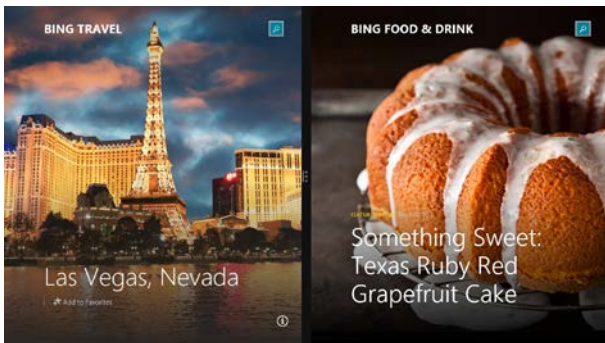 BING TRAVEL
Las Vegas, Nevada
Add to Favorites
BING FOOD & DRINK
Something Sweet:
Texas Ruby Red
Grapefruit Cake